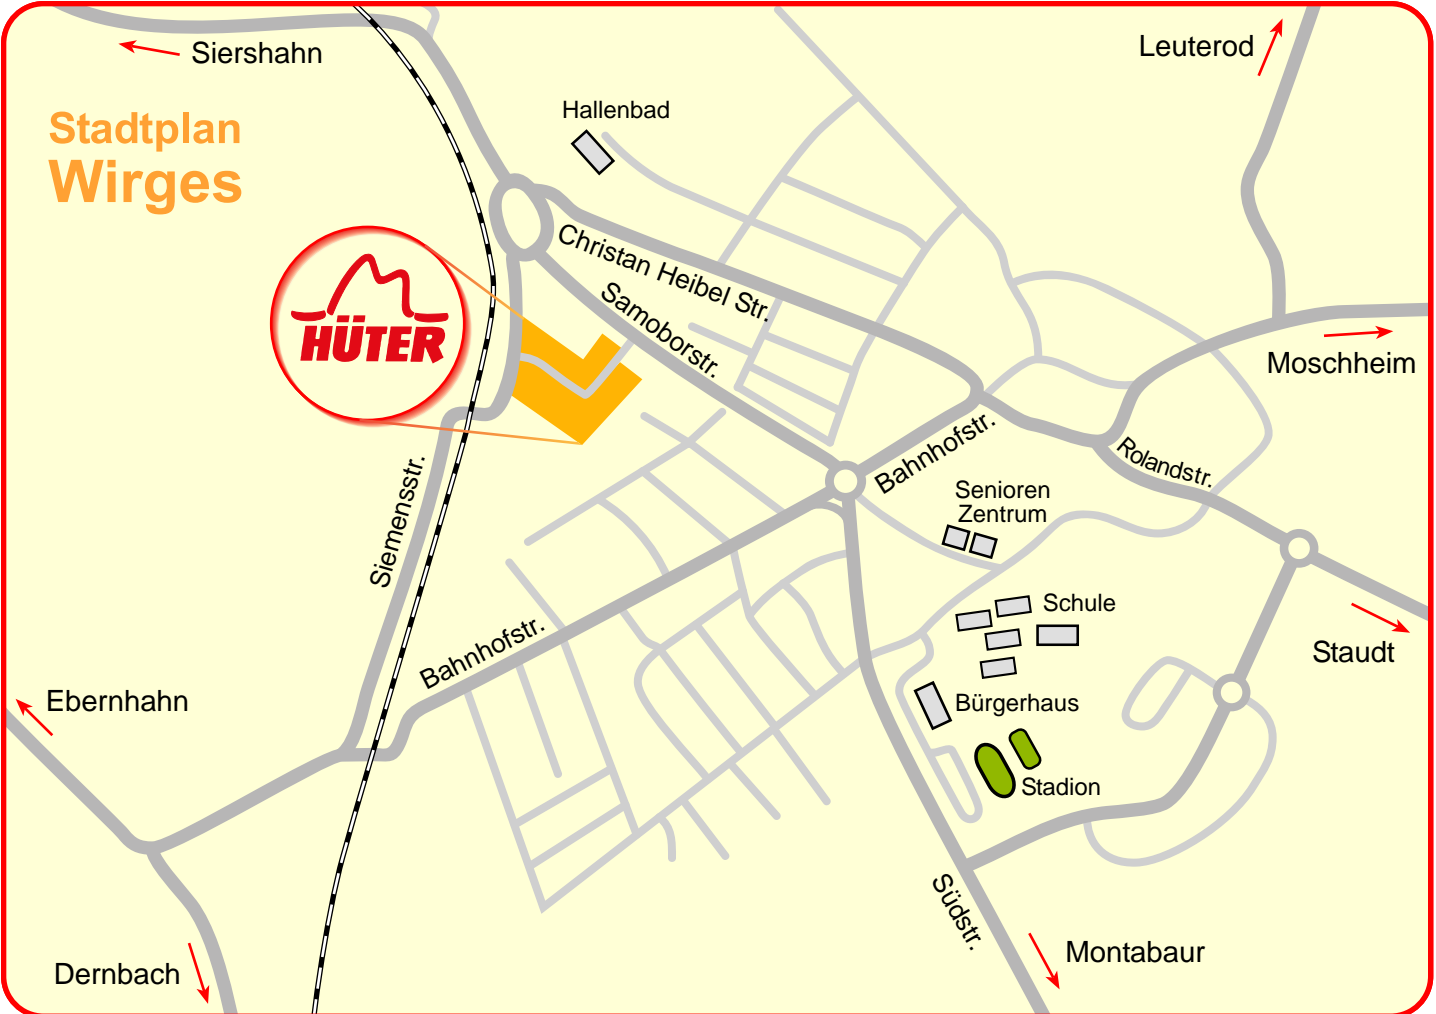 Siershahn
Leuterod
Hallenbad
Stadtplan
Wirges
Christan Heibel Str.
Samoborstr.
HÜTER
Moschheim
Bahnhofstr.
Rolandstr.
Siemensstr.
Senioren
Zentrum
Schule
Bahnhofstr.
Staudt
Ebernhahn
Bürgerhaus
Stadion
Südstr.
Montabaur
Dernbach